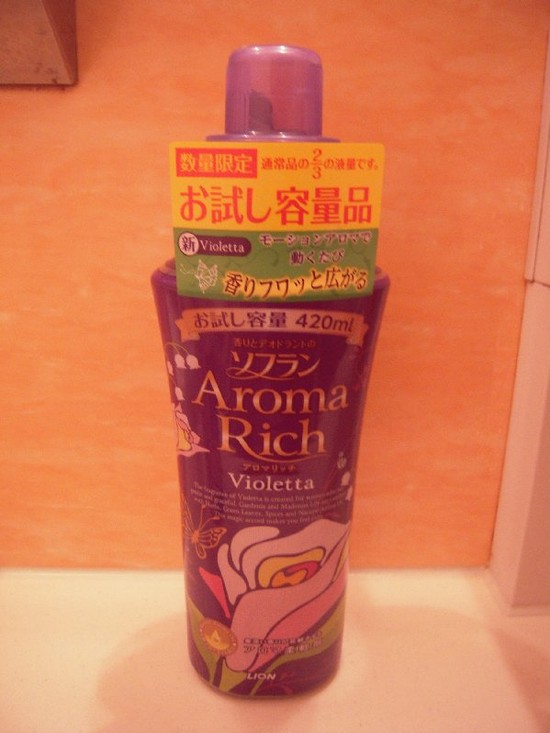 数量限定 通常品の2/3の液量です。
お試し容量品
新 Violetta
モーションアロマで
動くたび
香りフワッと広がる
お試し容量 420ml
香りとデオドラントの
ソフラン
Aroma
Rich
アロマリッチ
Violetta
LION